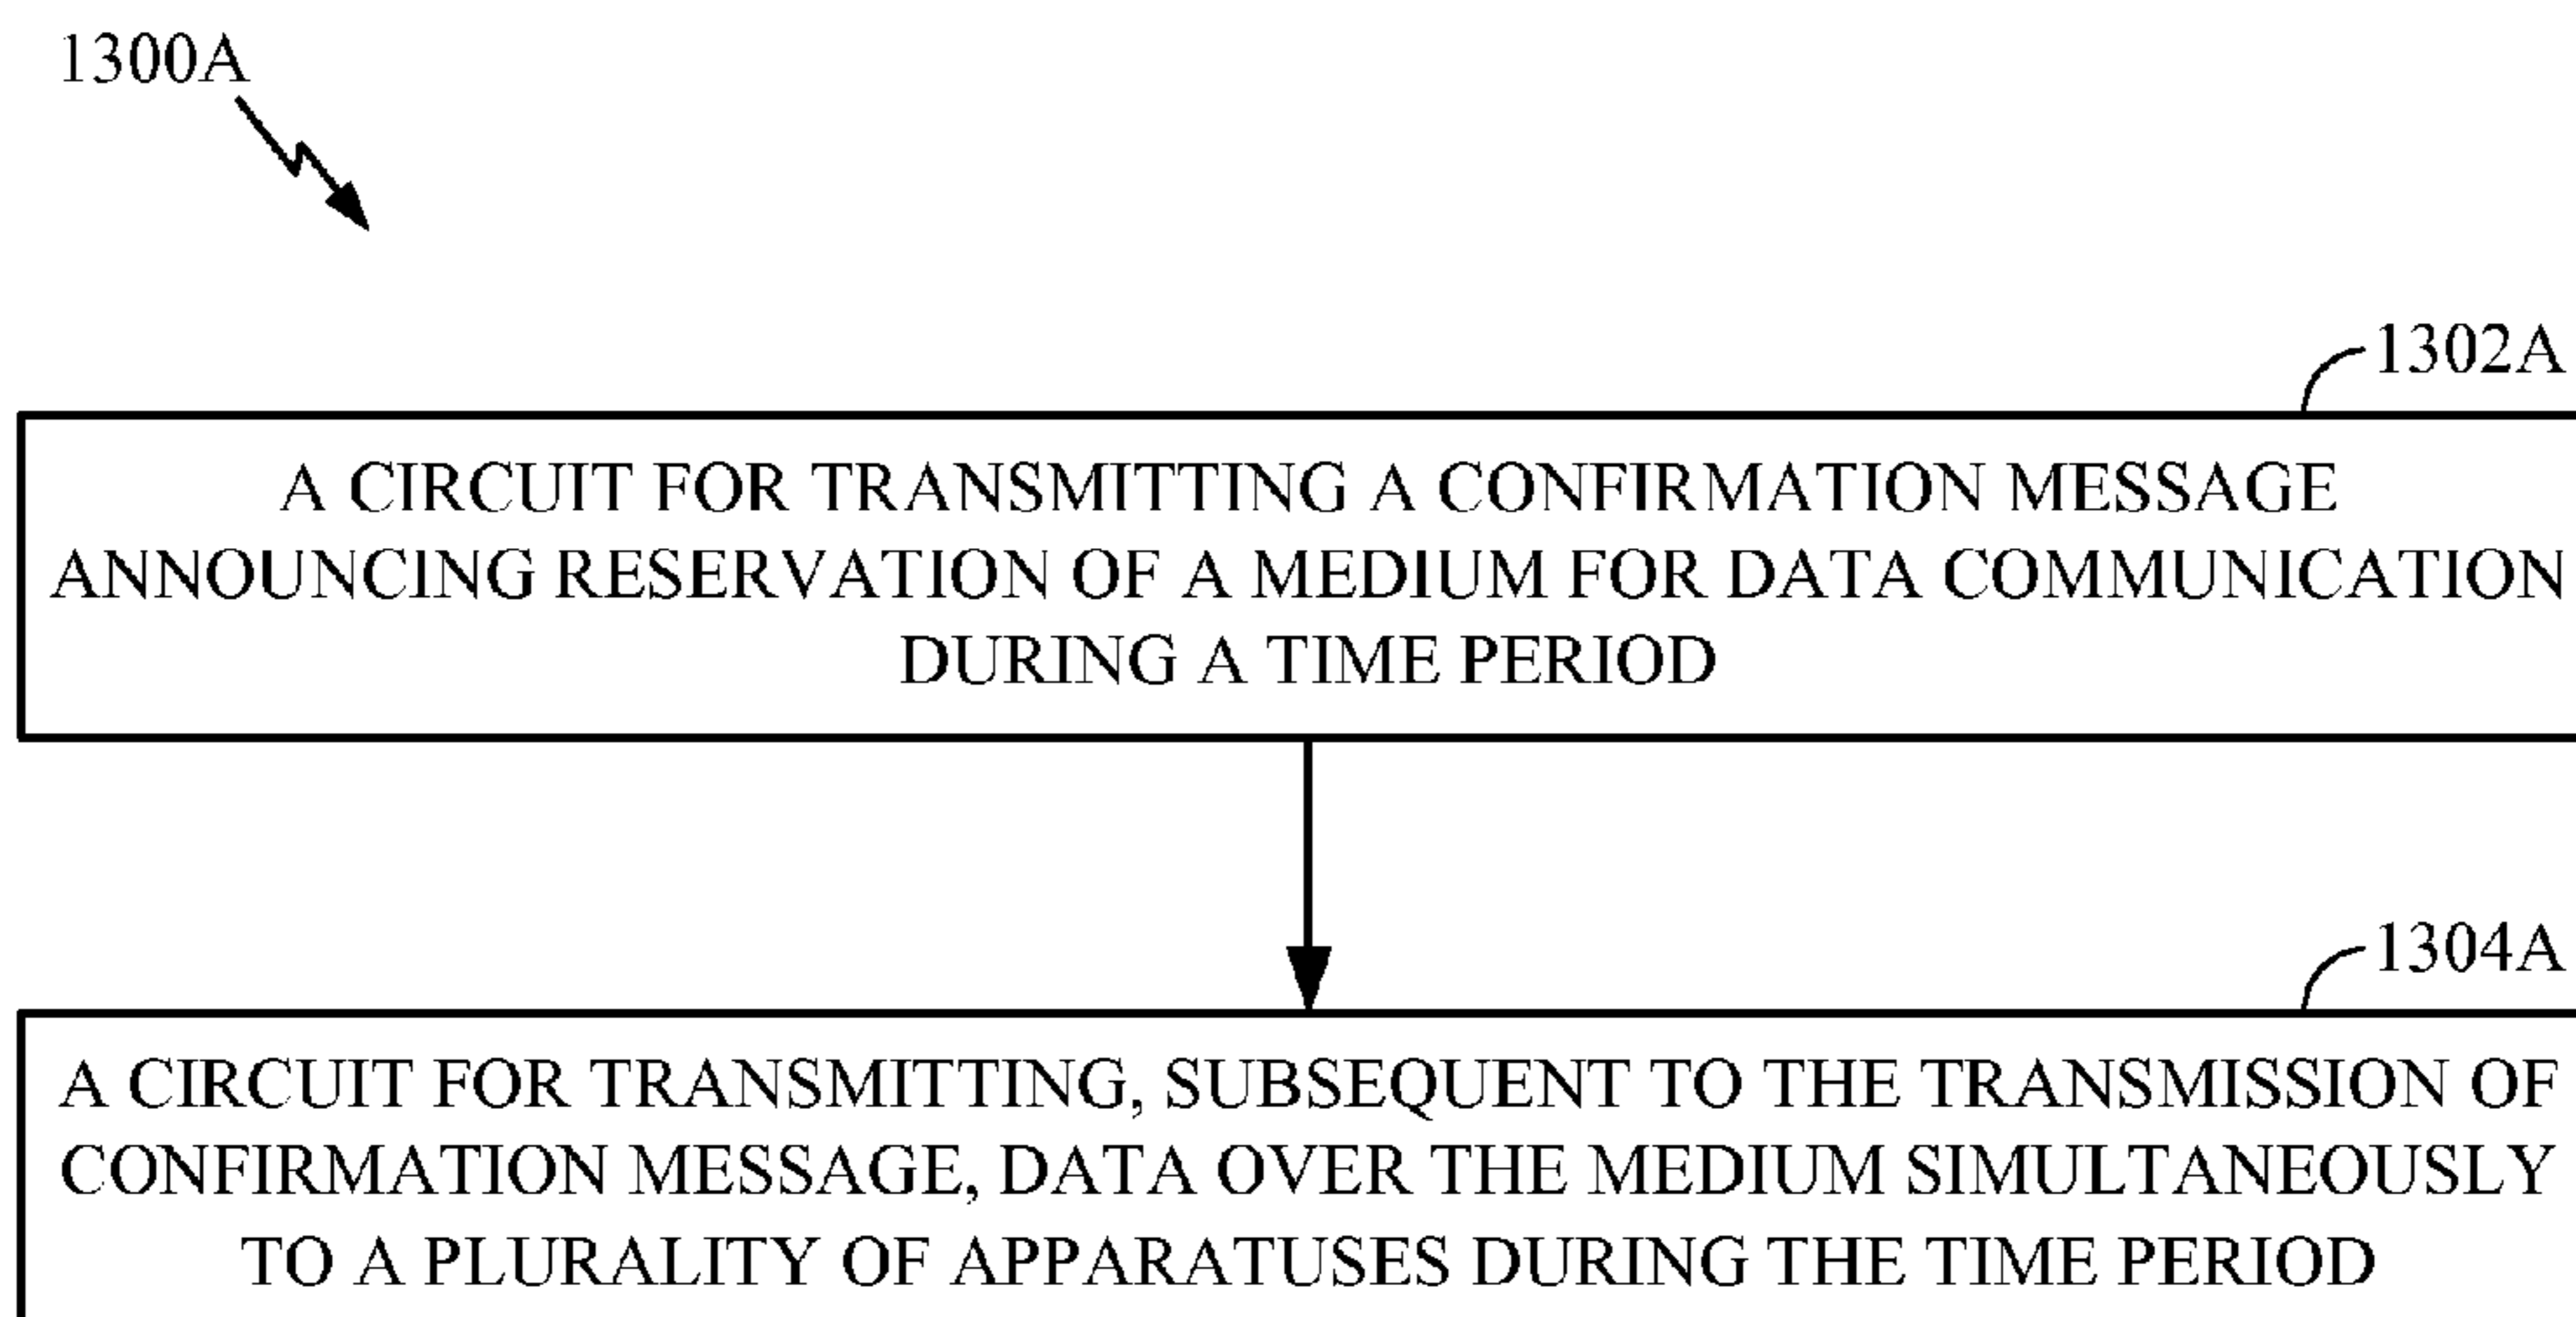 1300A
1302A
A CIRCUIT FOR TRANSMITTING A CONFIRMATION MESSAGE
ANNOUNCING RESERVATION OF A MEDIUM FOR DATA COMMUNICATION
DURING A TIME PERIOD
1304A
A CIRCUIT FOR TRANSMITTING, SUBSEQUENT TO THE TRANSMISSION OF
CONFIRMATION MESSAGE, DATA OVER THE MEDIUM SIMULTANEOUSLY
TO A PLURALITY OF APPARATUSES DURING THE TIME PERIOD